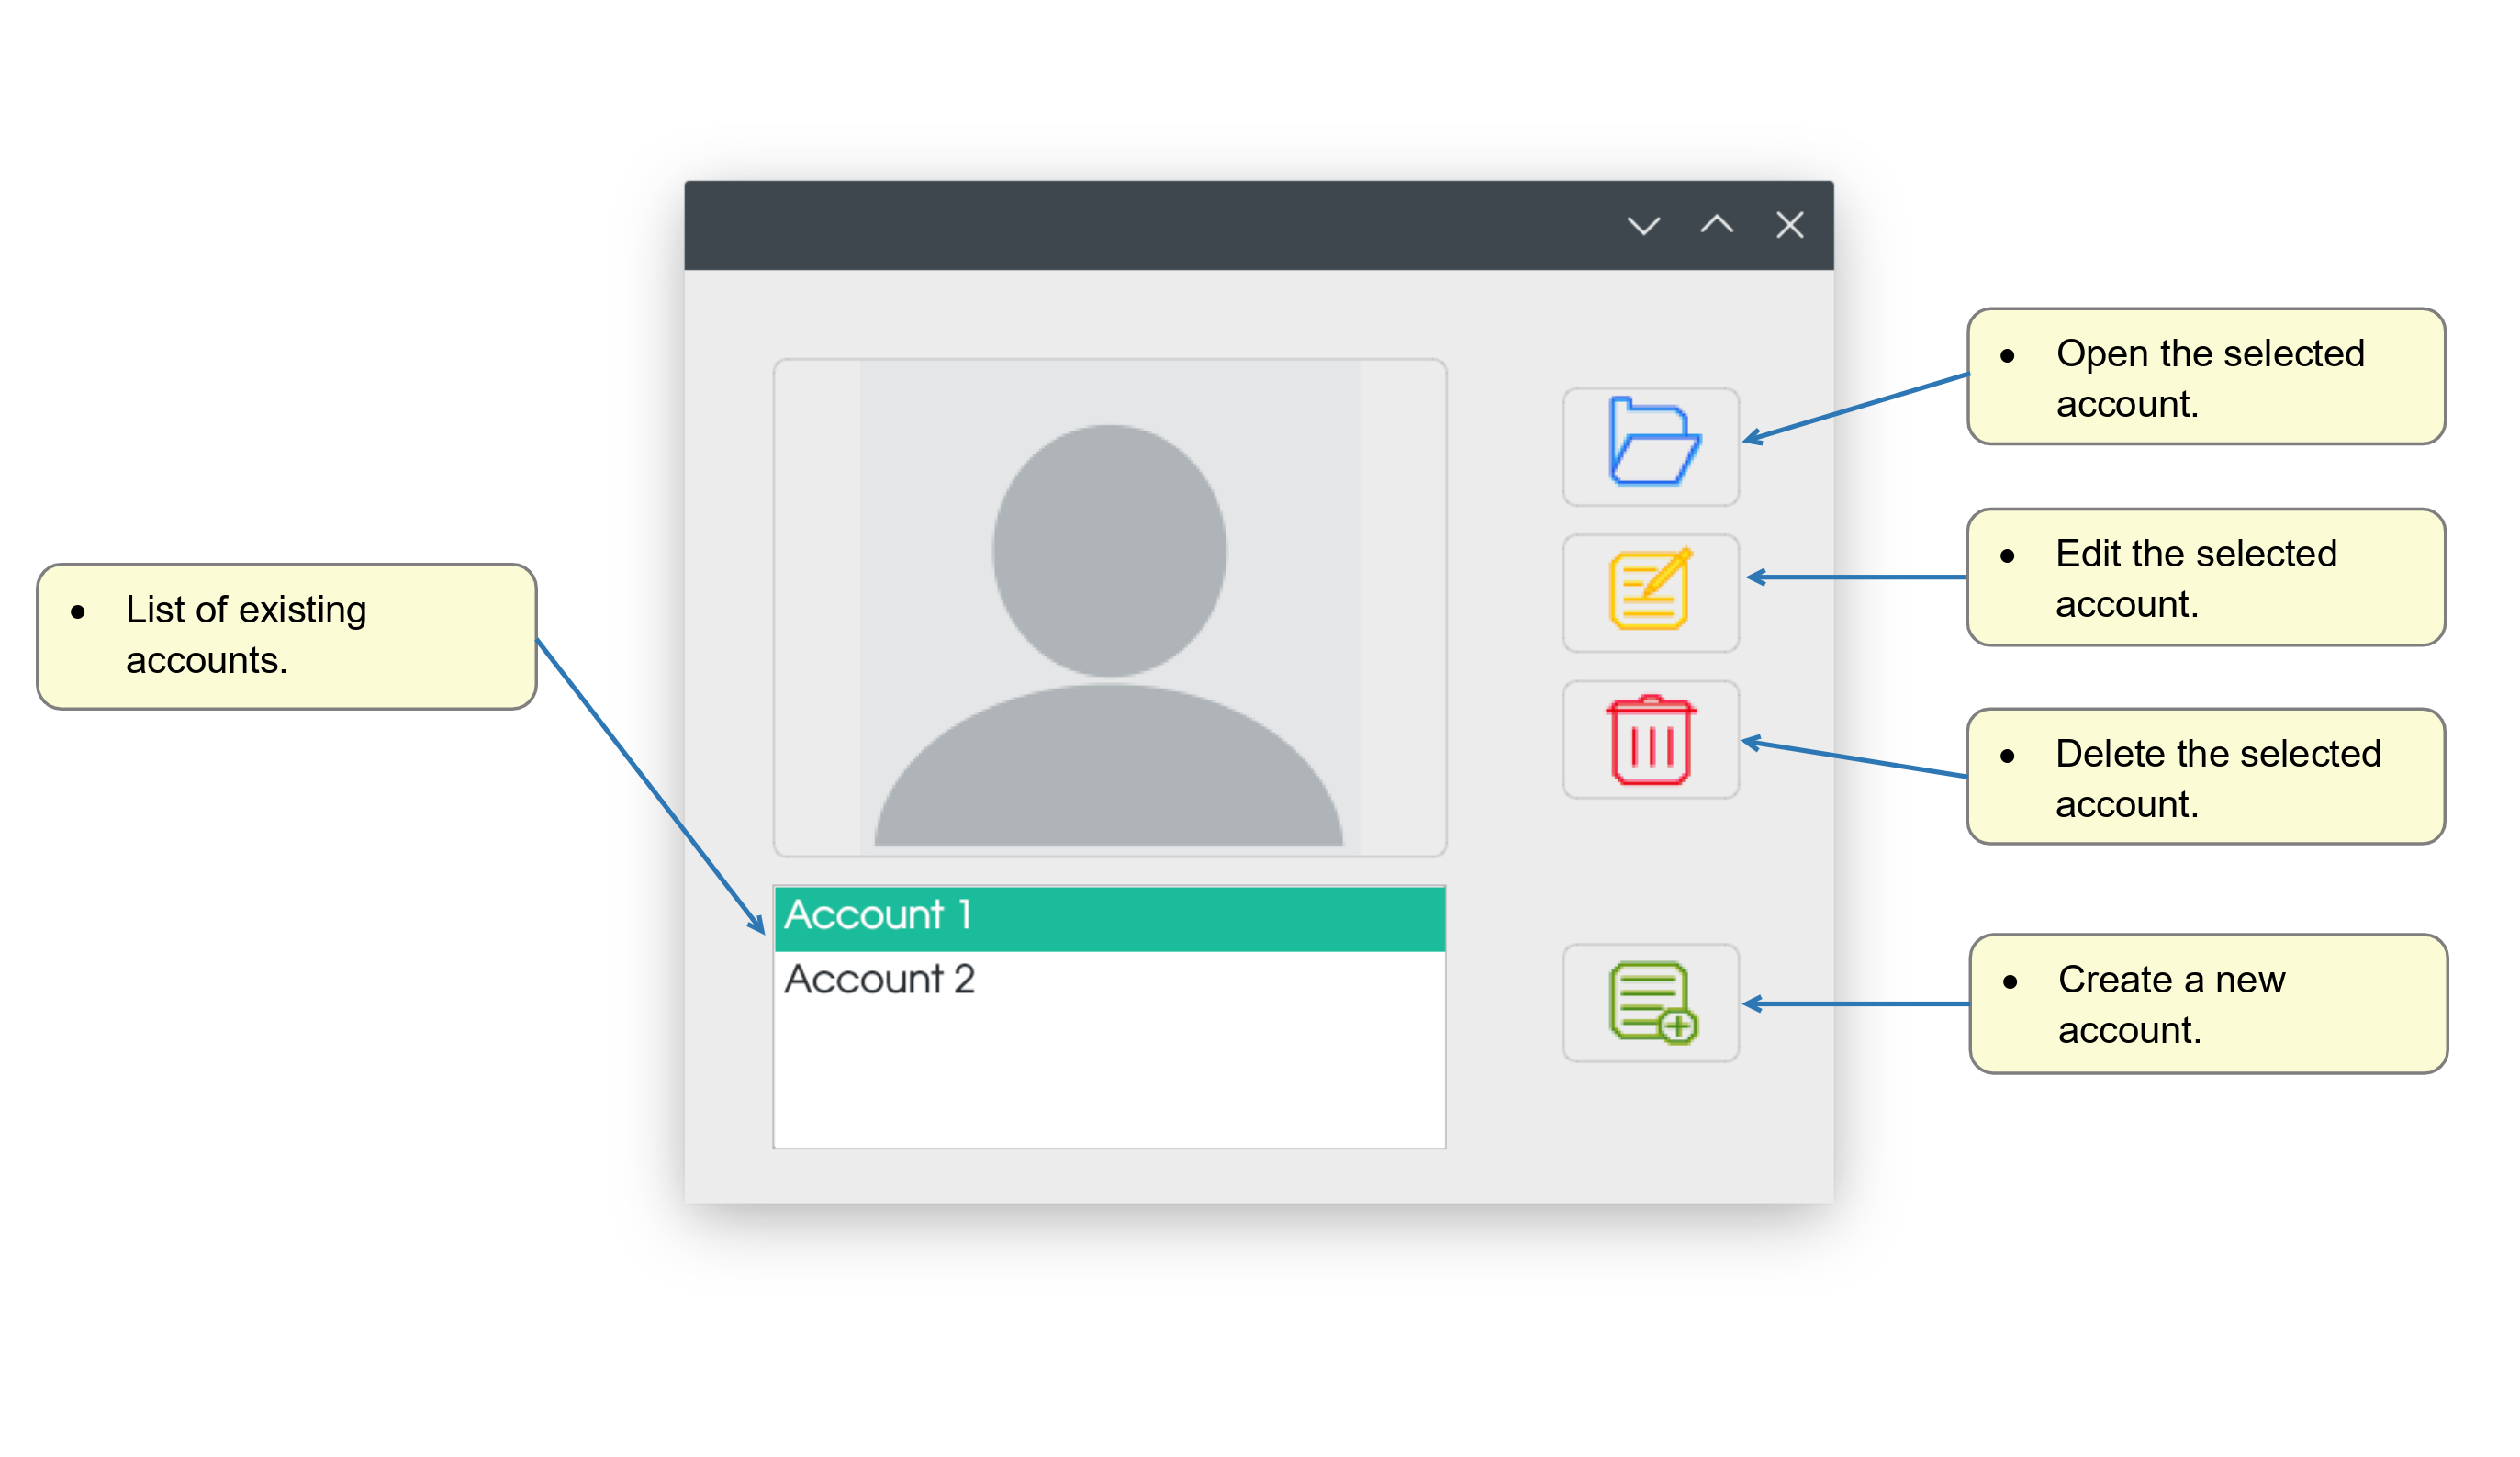 ● Open the selected
account.
● Edit the selected
account.
● List of existing
accounts.
● Delete the selected
account.
Account 1
Account 2
● Create a new
account.